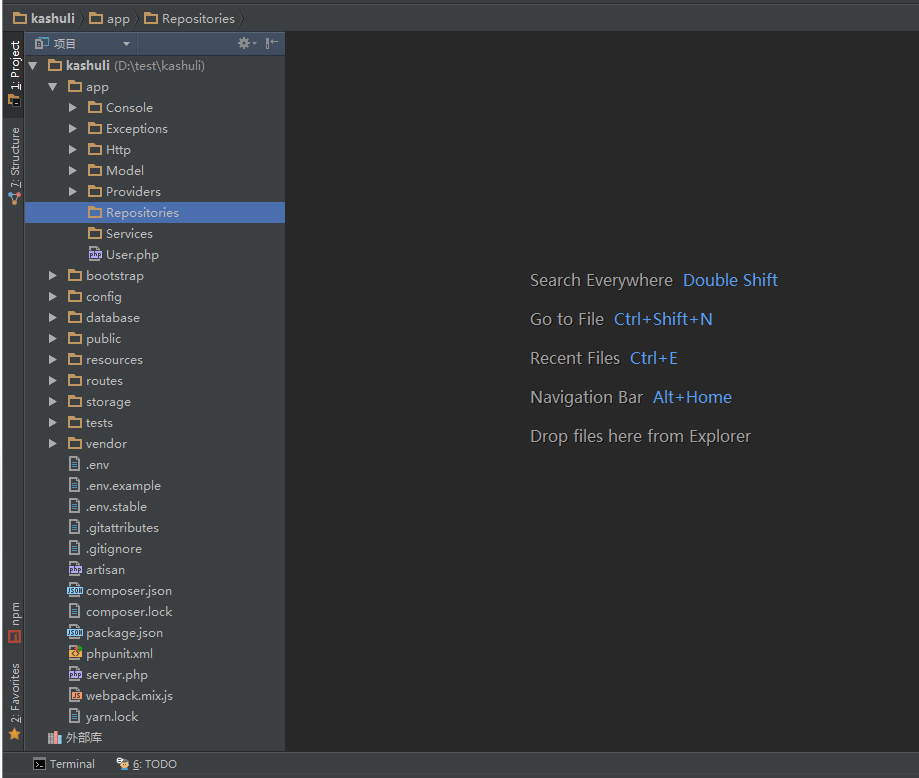 kashuli app Repositories
1: Project
项目
kashuli (D:\test\kashuli)
app
Console
Exceptions
Http
Model
Providers
Repositories
Services
User.php
bootstrap
config
database
public
resources
routes
storage
tests
vendor
.env
.env.example
.env.stable
.gitattributes
.gitignore
artisan
composer.json
composer.lock
package.json
phpunit.xml
server.php
webpack.mix.js
yarn.lock
外部库
7: Structure
npm
2: Favorites
Search Everywhere Double Shift
Go to File Ctrl+Shift+N
Recent Files Ctrl+E
Navigation Bar Alt+Home
Drop files here from Explorer
Terminal 6: TODO